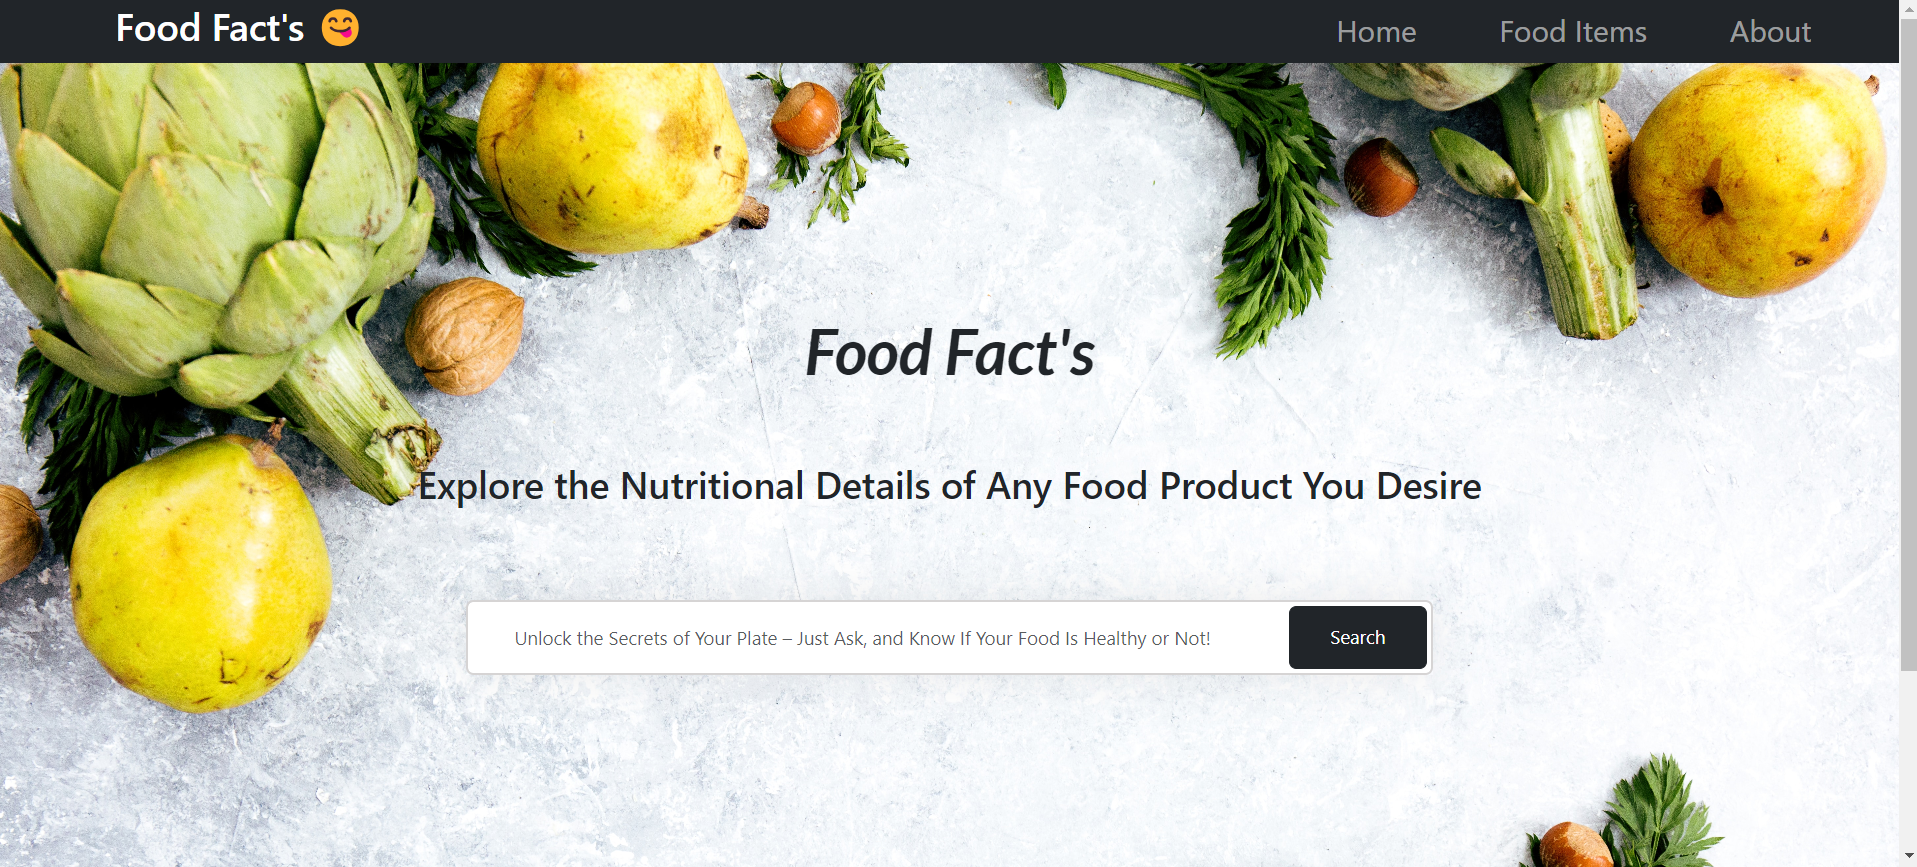 Food Fact's 😋
Home Food Items About
Food Fact's
Explore the Nutritional Details of Any Food Product You Desire
Unlock the Secrets of Your Plate – Just Ask, and Know If Your Food Is Healthy or Not!
Search